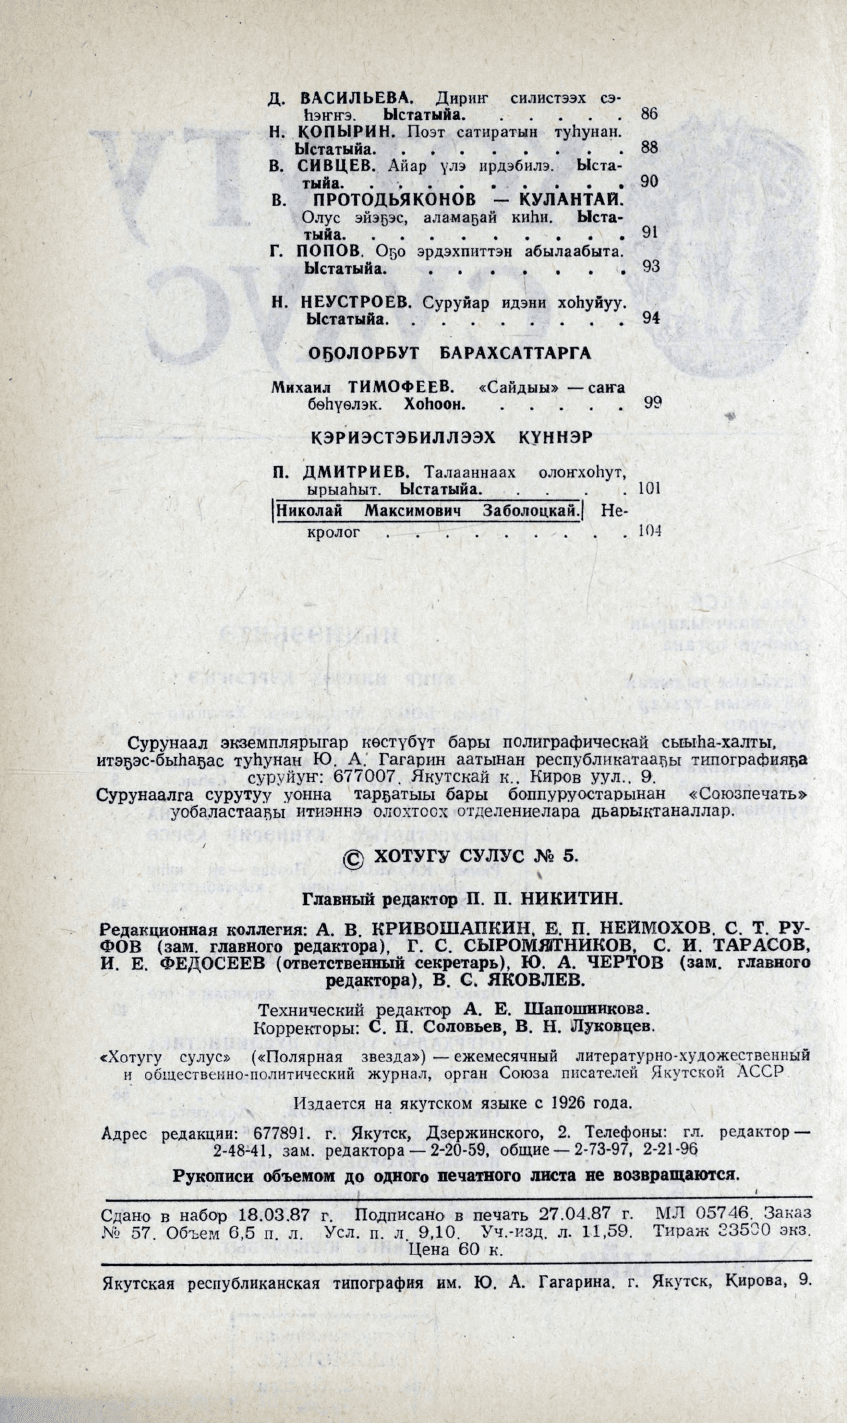 Д. ВАСИЛЬЕВА. Дириҥ силистээх сэ-
һэҥҥэ. Ыстатыйа. . . . . . 86
Н. КОПЫРИН. Поэт сатиратын туһунан.
Ыстатыйа. . . . . . . . . 88
В. СИВЦЕВ. Айар үлэ ирдэбилэ. Ыста-
тыйа. . . . . . . . . . 90
В. ПРОТОДЬЯКОНОВ — КУЛАНТАЙ.
Олус эйэҕэс, аламаҕай киһи. Ыста-
тыйа. . . . . . . . . . 91
Г. ПОПОВ. Оҕо эрдэхпиттэн абылаабыта.
Ыстатыйа. . . . . . . . 93
Н. НЕУСТРОЕВ. Суруйар идэни хоһуйуу.
Ыстатыйа. . . . . . . . . 94
ОҔОЛОРБУТ БАРАХСАТТАРГА
Михаил ТИМОФЕЕВ. «Сайдыы» — саҥа
бөһүөлэк. Хоһоон. . . . . . 99
КЭРИЭСТЭБИЛЛЭЭХ КҮННЭР
П. ДМИТРИЕВ. Талааннаах олоҥхоһут,
ырыаһыт. Ыстатыйа. . . . . 101
Николай Максимович Заболоцкай. Не-
кролог . . . . . . . . . 104
Сурунаал экземплярыгар көстүбүт бары полиграфическай сыыһа-халты,
итэҕэс-быһаҕас туһунан Ю. А. Гагарин аатынан республикатааҕы типографияҕа
суруйуҥ: 677007. Якутскай к.. Киров уул.. 9.
Сурунаалга сурутуу уонна тарҕатыы бары боппуруостарынан «Союзпечать»
уобаластааҕы итиэннэ олохтоох отделениелара дьарыктаналлар.
© ХОТУГУ СУЛУС № 5.
Главный редактор П. П. НИКИТИН.
Редакционная коллегия: А. В. КРИВОШАПКИН, Е. П. НЕЙМОХОВ, С. Т. РУ-
ФОВ (зам. главного редактора), Г. С. СЫРОМЯТНИКОВ, С. И. ТАРАСОВ,
И. Е. ФЕДОСЕЕВ (ответственный секретарь), Ю. А. ЧЕРТОВ (зам. главного
редактора), В. С. ЯКОВЛЕВ.
Технический редактор А. Е. Шапошникова.
Корректоры: С. П. Соловьев, В. Н. Луковцев.
«Хотугу сулус» («Полярная звезда») — ежемесячный литературно-художественный
и общественно-политический журнал, орган Союза писателей Якутской АССР
Издается на якутском языке с 1926 года.
Адрес редакции: 677891. г. Якутск, Дзержинского, 2. Телефоны: гл. редактор —
2-48-41, зам. редактора — 2-20-59, общие — 2-73-97, 2-21-96
Рукописи объемом до одного печатного листа не возвращаются.
Сдано в набор 18.03.87 г. Подписано в печать 27.04.87 г. МЛ 05746. Заказ
№ 57. Объем 6,5 п. л. Усл. п. л. 9,10. Уч.-изд. л. 11,59. Тираж экз.
Цена 60 к.
Якутская республиканская типография им. Ю. А. Гагарина. г. Якутск, Кирова, 9.